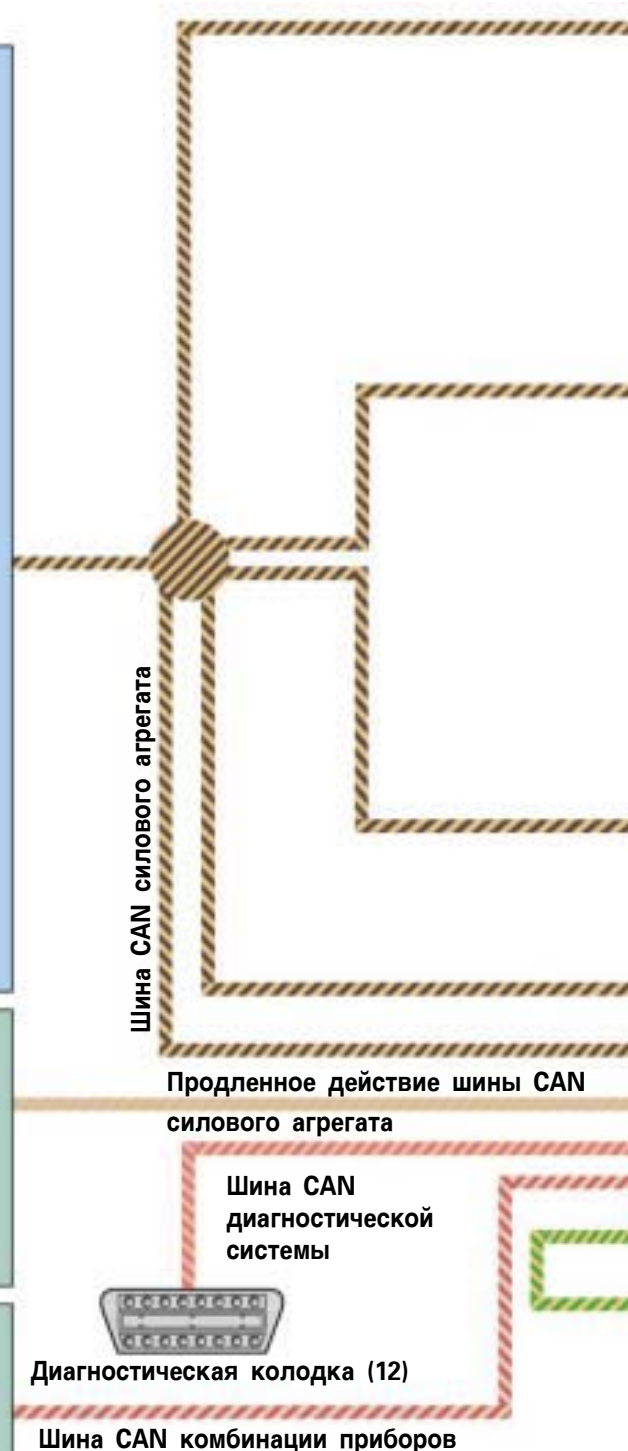 Шина CAN силового агрегата
Продленное действие шины CAN
силового агрегата
Шина CAN
диагностической
системы
Диагностическая колодка (12)
Шина CAN комбинации приборов